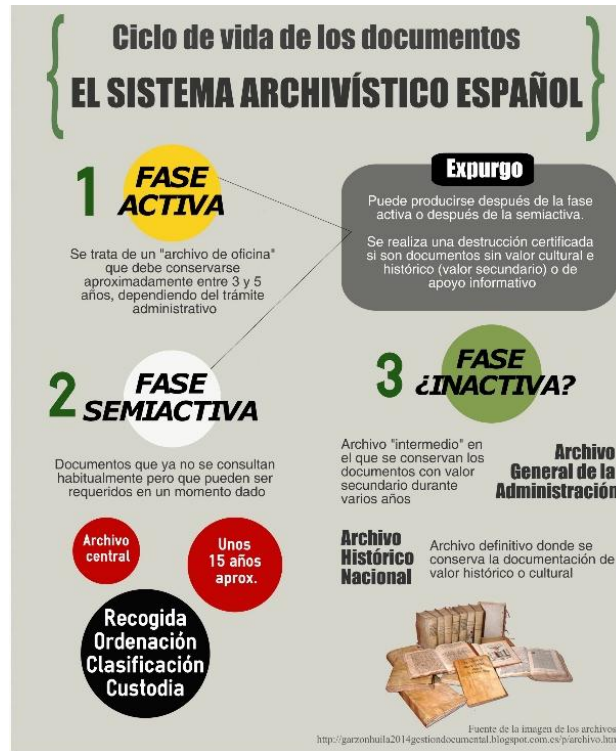 Ciclo de vida de los documentos
EL SISTEMA ARCHIVÍSTICO ESPAÑOL
1 FASE
ACTIVA
Se trata de un "archivo de oficina"
que debe conservarse
aproximadamente entre 3 y 5
años, dependiendo del trámite
administrativo
Expurgo
Puede producirse después de la fase
activa o después de la semiactiva.
Se realiza una destrucción certificada
si son documentos sin valor cultural e
histórico (valor secundario) o de
apoyo informativo
2 FASE
SEMIACTIVA
Documentos que ya no se consultan
habitualmente pero que pueden ser
requeridos en un momento dado
Archivo
central
Unos
15 años
aprox.
Recogida
Ordenación
Clasificación
Custodia
3 FASE
¿INACTIVA?
Archivo "intermedio" en
el que se conservan los
documentos con valor
secundario durante
varios años
Archivo
General de la
Administración
Archivo
Histórico
Nacional
Archivo definitivo donde se
conserva la documentación de
valor histórico o cultural
Fuente de la imagen de los archivos
http://garzonhuila2014gestiondocumental.blogspot.com.es/p/archivo.htm